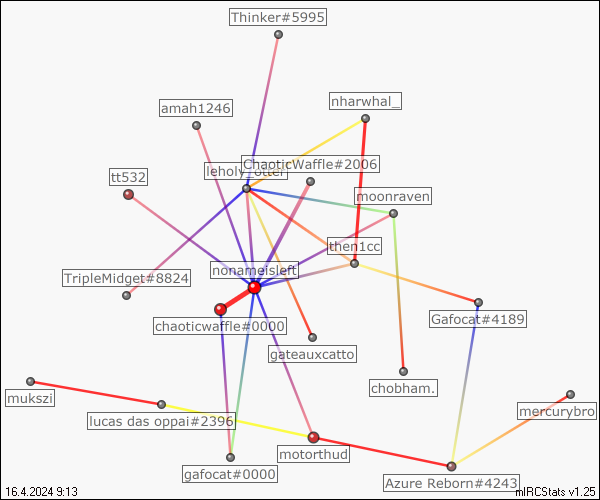 Thinker#5995
nharwhal_
amah1246
ChaoticWaffle#2006
leholy_otter
tt532
moonraven
then1cc
nonameisleft
TripleMidget#8824
chaoticwaffle#0000
Gafocat#4189
gateauxcatto
chobham.
mukszi
mercurybro
lucas das oppai#2396
motorthud
gafocat#0000
Azure Reborn#4243
16.4.2024 9:13
mIRCStats v1.25